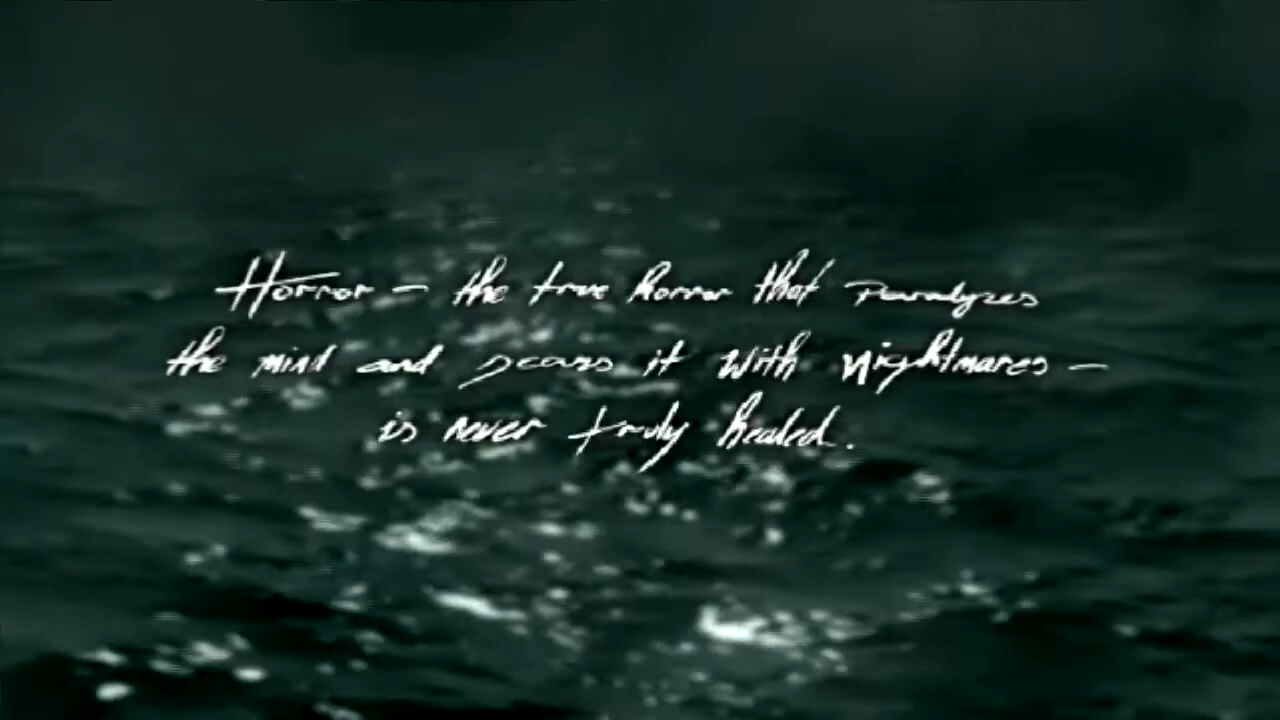 Horror – the true horror that paralyzes
the mind and scars it with nightmares –
is never truly healed.